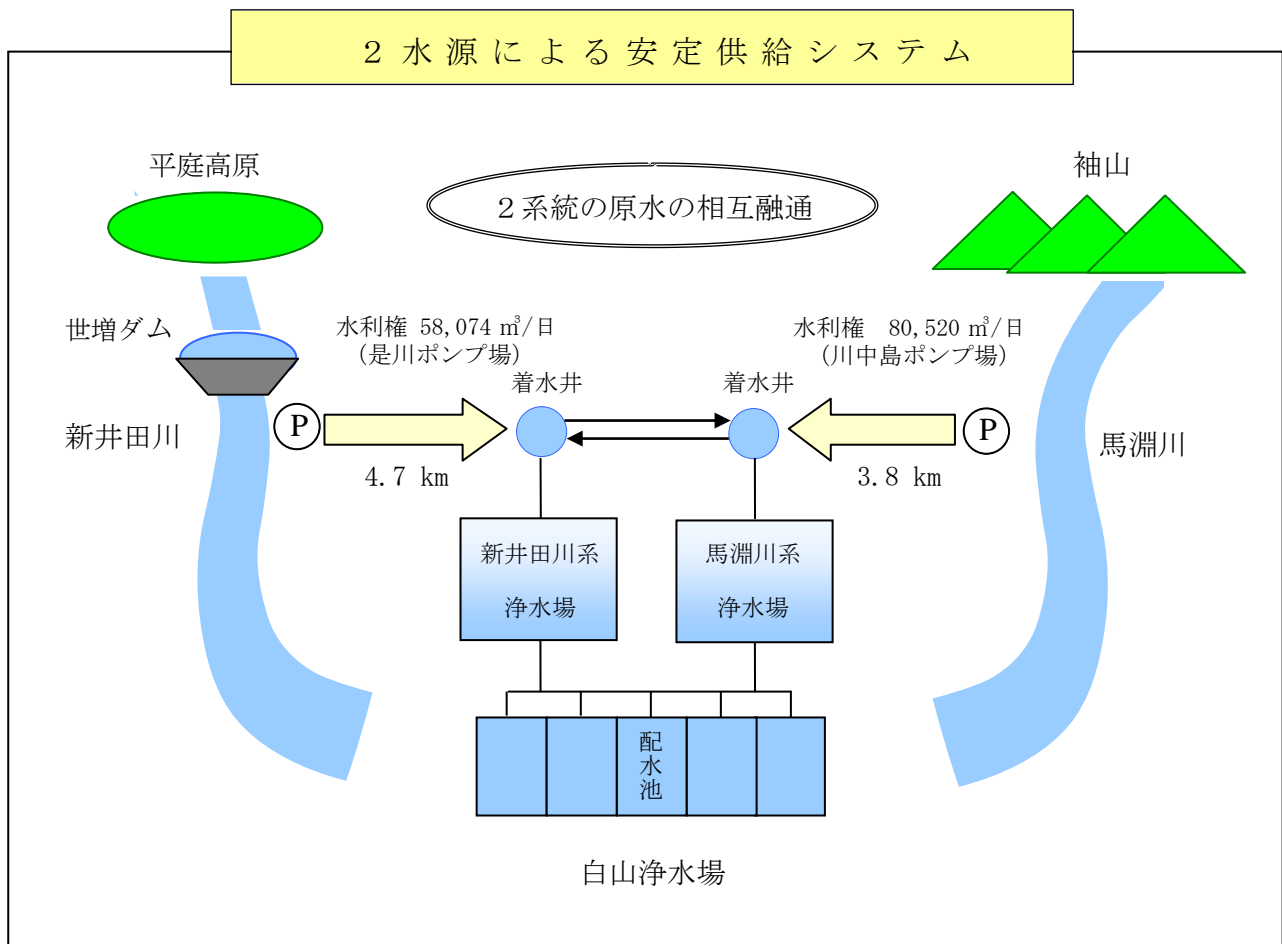 ２水源による安定供給システム
平庭高原
袖山
２系統の原水の相互融通
世増ダム
水利権 58,074 ㎥/日
（是川ポンプ場）
水利権 80,520 ㎥/日
（川中島ポンプ場）
着水井
着水井
新井田川
P
P
馬淵川
4.7 km
3.8 km
新井田川系
浄水場
馬淵川系
浄水場
配水池
白山浄水場